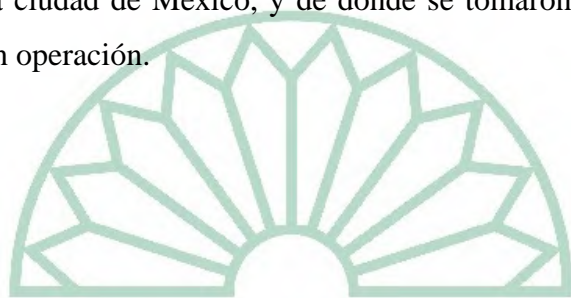 ciudad de México, y de donde se tomaron
operación.